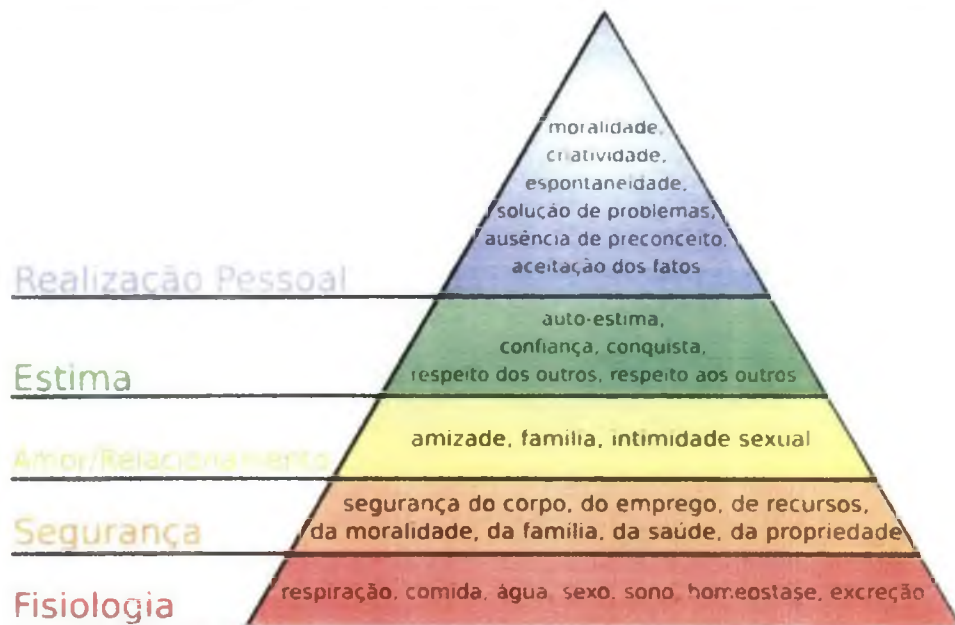 moralidade,
criatividade,
espontaneidade,
solução de problemas,
ausência de preconceito,
aceitação dos fatos
Realização Pessoal
auto-estima,
confiança, conquista,
respeito dos outros, respeito aos outros
Estima
amizade, família, intimidade sexual
Amor/Relacionamento
segurança do corpo, do emprego, de recursos,
da moralidade, da família, da saúde, da propriedade
Segurança
respiração, comida, água, sexo, sono, homeostase, excreção
Fisiologia